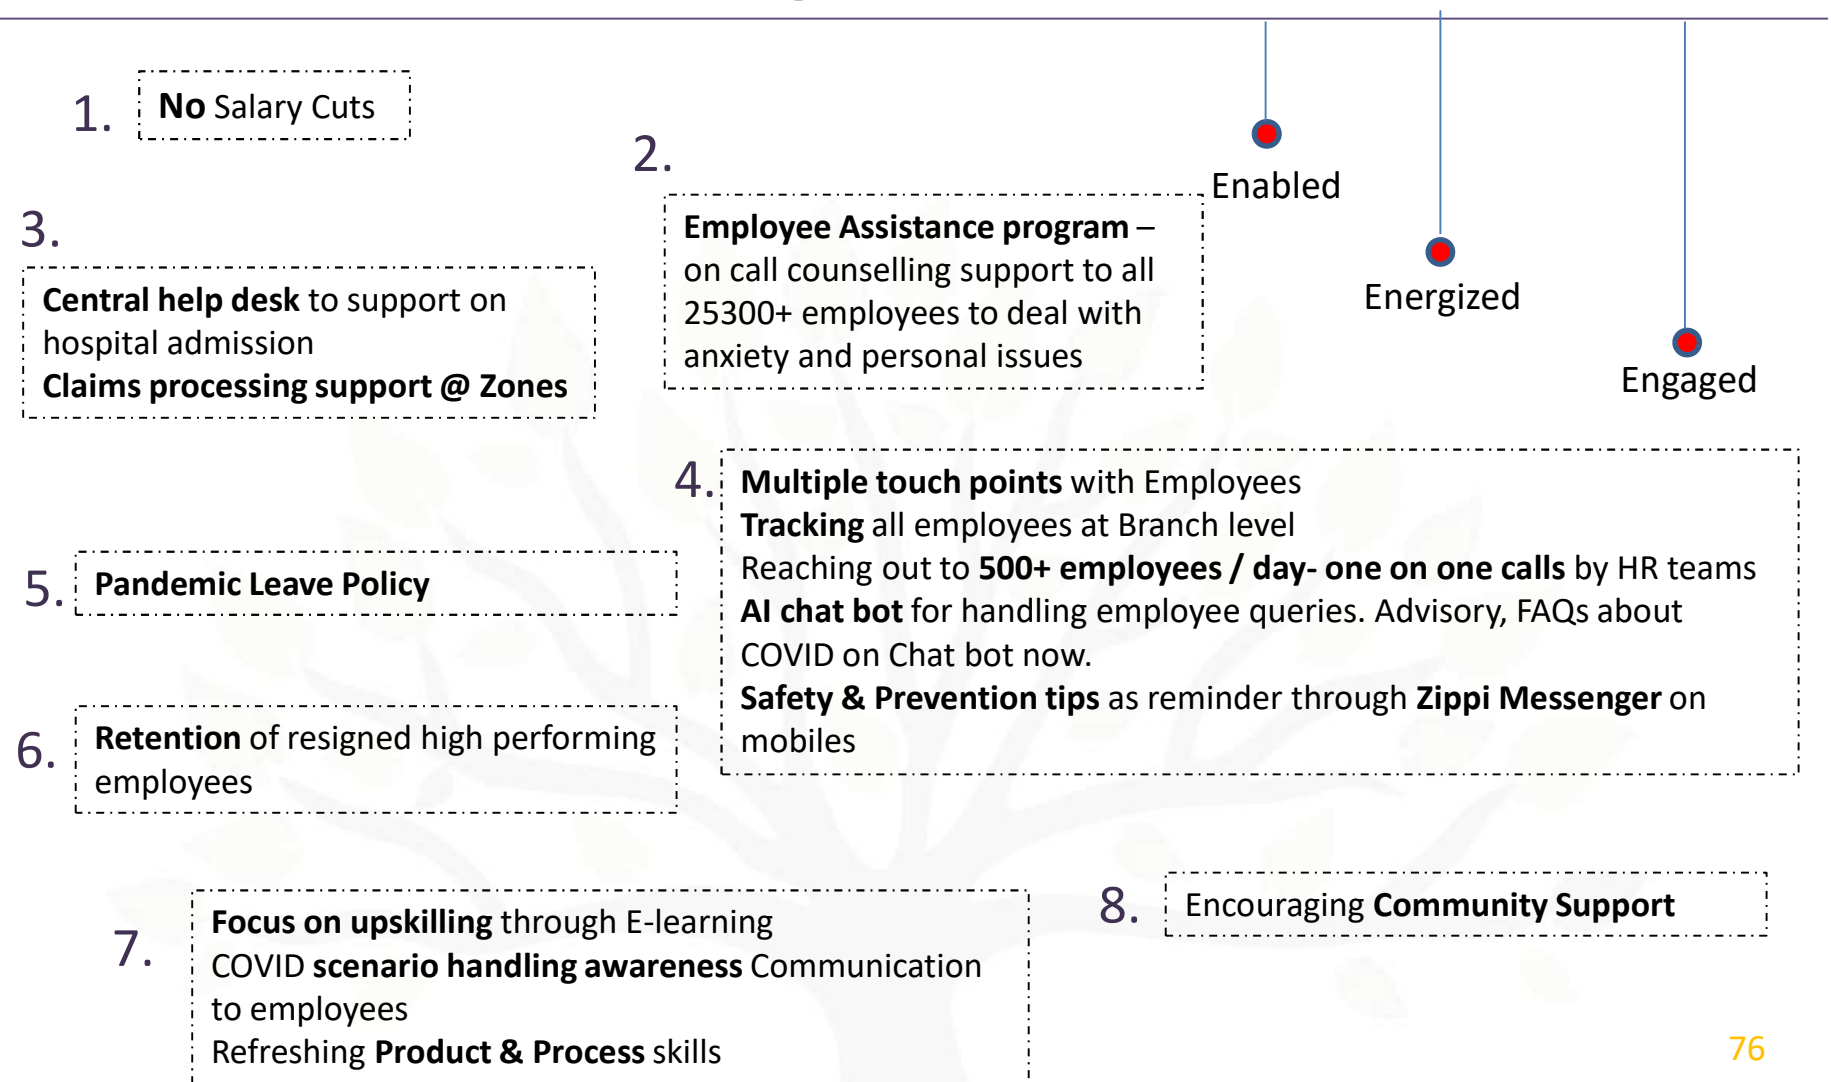 1.
No Salary Cuts
2.
Employee Assistance program –
on call counselling support to all
25300+ employees to deal with
anxiety and personal issues
Enabled
Energized
Engaged
3.
Central help desk to support on
hospital admission
Claims processing support @ Zones
4.
Multiple touch points with Employees
Tracking all employees at Branch level
Reaching out to 500+ employees / day- one on one calls by HR teams
AI chat bot for handling employee queries. Advisory, FAQs about
COVID on Chat bot now.
Safety & Prevention tips as reminder through Zippi Messenger on
mobiles
5.
Pandemic Leave Policy
6.
Retention of resigned high performing
employees
7.
Focus on upskilling through E-learning
COVID scenario handling awareness Communication
to employees
Refreshing Product & Process skills
8.
Encouraging Community Support
76